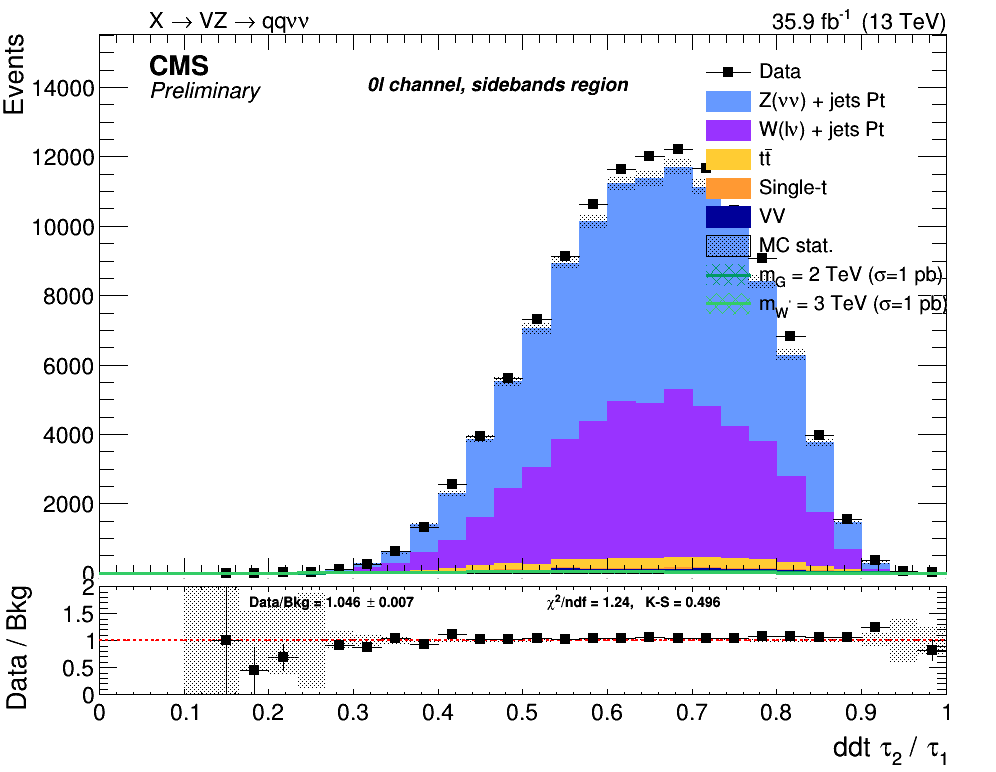 X → VZ → qqνν
35.9 fb⁻¹ (13 TeV)
Events
CMS
Preliminary
0l channel, sidebands region
Data
Z(νν) + jets Pt
W(lν) + jets Pt
tt̄
Single-t
VV
MC stat.
m_G = 2 TeV (σ=1 pb)
m_W' = 3 TeV (σ=1 pb)
14000
12000
10000
8000
6000
4000
2000
0
Data / Bkg
Data/Bkg = 1.046 ± 0.007
χ²/ndf = 1.24, K-S = 0.496
2
1.5
1
0.5
0
0 0.1 0.2 0.3 0.4 0.5 0.6 0.7 0.8 0.9 1
ddt τ₂ / τ₁